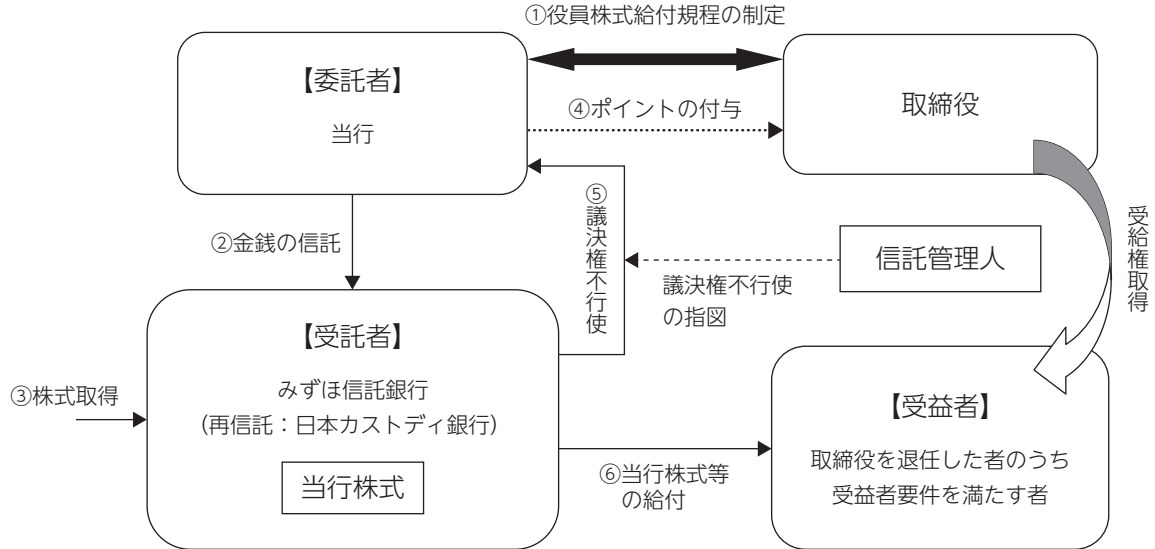 ①役員株式給付規程の制定
【委託者】
当行
取締役
④ポイントの付与
②金銭の信託
⑤議決権不行使
議決権不行使
の指図
信託管理人
受給権取得
【受託者】
みずほ信託銀行
(再信託：日本カストディ銀行)
当行株式
③株式取得
⑥当行株式等
の給付
【受益者】
取締役を退任した者のうち
受益者要件を満たす者